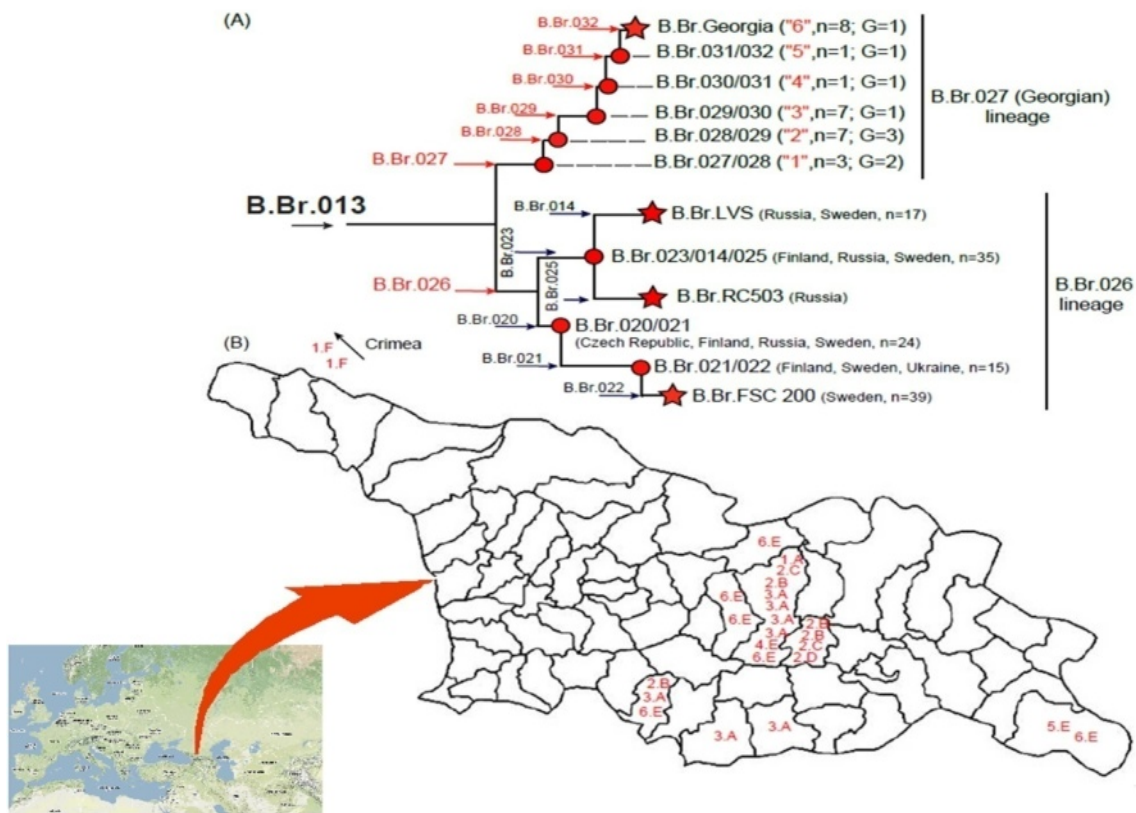 (A)
B.Br.032
B.Br.Georgia ("6",n=8; G=1)
B.Br.031
B.Br.031/032 ("5",n=1; G=1)
B.Br.030
B.Br.030/031 ("4",n=1; G=1)
B.Br.029
B.Br.029/030 ("3",n=7; G=1)
B.Br.028
B.Br.028/029 ("2",n=7; G=3)
B.Br.027
B.Br.027/028 ("1",n=3; G=2)
B.Br.027 (Georgian)
lineage
B.Br.013
B.Br.014
B.Br.LVS (Russia, Sweden, n=17)
B.Br.023
B.Br.023/014/025 (Finland, Russia, Sweden, n=35)
B.Br.025
B.Br.RC503 (Russia)
B.Br.026
B.Br.026
lineage
B.Br.020
B.Br.020/021
(Czech Republic, Finland, Russia, Sweden, n=24)
B.Br.021
B.Br.021/022 (Finland, Sweden, Ukraine, n=15)
B.Br.022
B.Br.FSC 200 (Sweden, n=39)
(B)
1.F
1.F
Crimea
6.E
1.A
2.C
2.B
3.A
3.A
3.A
3.A
4.E
6.E
6.E
6.E
2.B
2.B
2.C
2.D
2.B
3.A
6.E
3.A
3.A
5.E
6.E